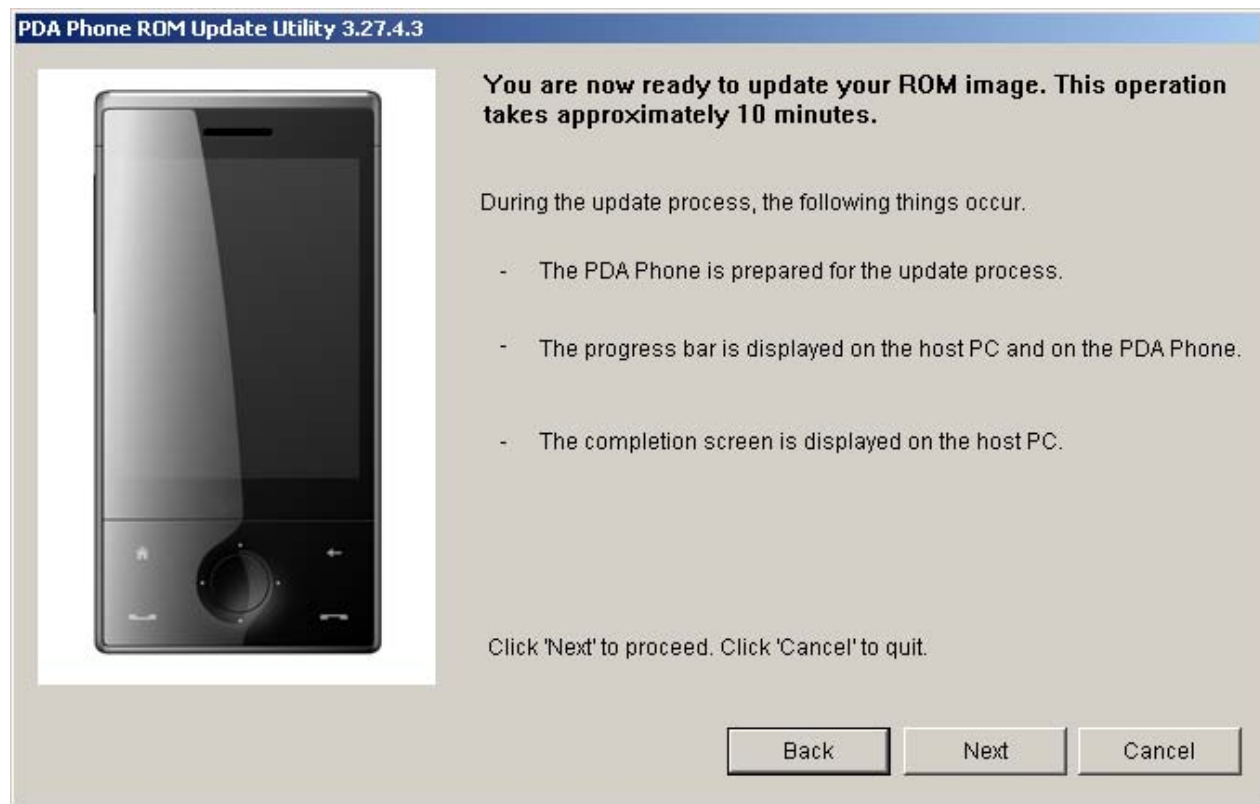 PDA Phone ROM Update Utility 3.27.4.3
You are now ready to update your ROM image. This operation
takes approximately 10 minutes.
During the update process, the following things occur.
- The PDA Phone is prepared for the update process.
- The progress bar is displayed on the host PC and on the PDA Phone.
- The completion screen is displayed on the host PC.
Click 'Next' to proceed. Click 'Cancel' to quit.
Back Next Cancel